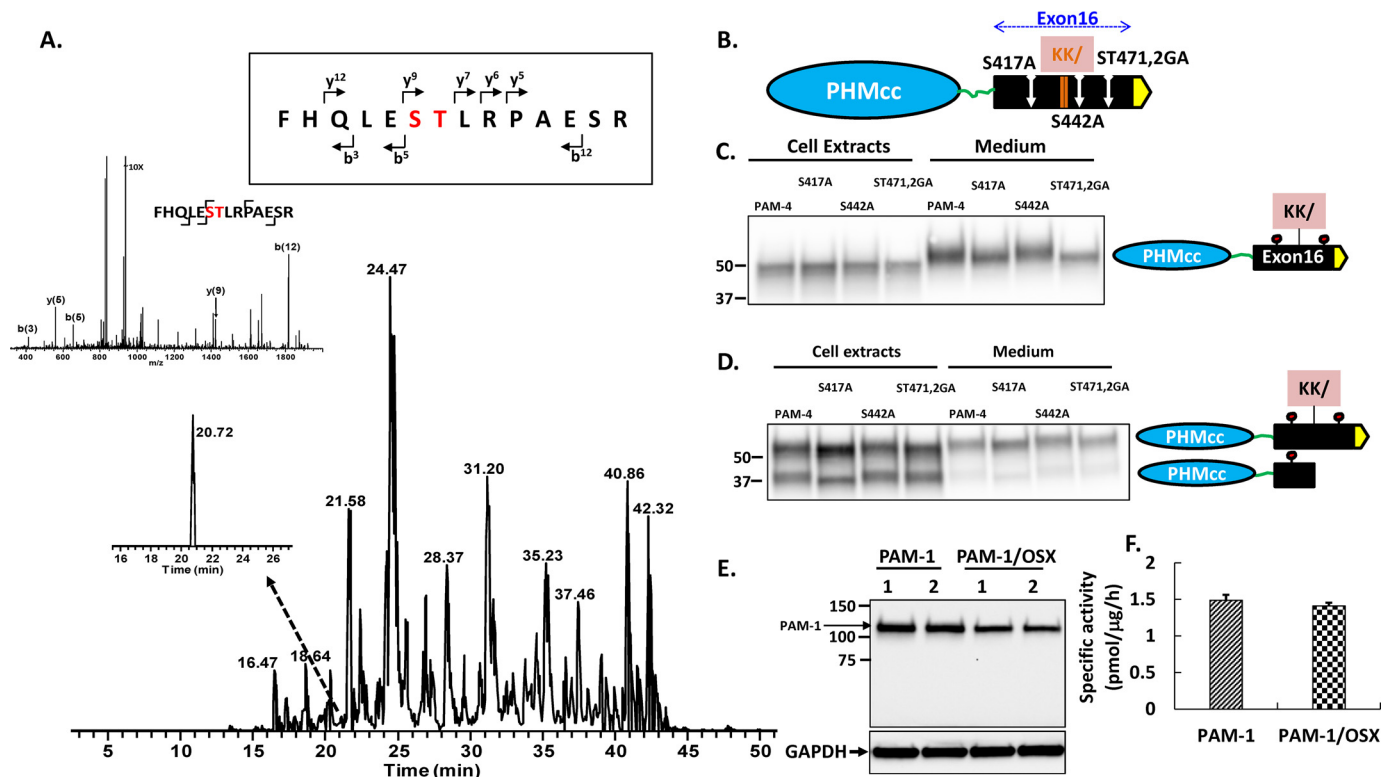 A.
y12 y9 y7 y6 y5
F H Q L E S T L R P A E S R
b3 b5 b12
10X
FHQLESTLRPAESR
b(12)
y(5)
y(9)
b(5)
b(3)
400 600 800 1000 1200 1400 1600 1800
m/z
20.72
16 18 20 22 24 26
Time (min)
24.47
31.20
40.86
21.58
42.32
28.37
35.23
37.46
16.47
18.64
5 10 15 20 25 30 35 40 45 50
Time (min)
B.
Exon16
KK/
S417A
ST471,2GA
PHMcc
S442A
C.
Cell Extracts
Medium
S417A ST471,2GA S417A ST471,2GA
PAM-4 S442A PAM-4 S442A
50
37
KK/
PHMcc
Exon16
D.
Cell extracts
Medium
S417A ST471,2GA S417A ST471,2GA
PAM-4 S442A PAM-4 S442A
50
37
KK/
PHMcc
PHMcc
E.
PAM-1 PAM-1/OSX
1 2 1 2
150
PAM-1
100
75
GAPDH
F.
Specific activity
(pmol/µg/h)
2
1.5
1
0.5
0
PAM-1 PAM-1/OSX